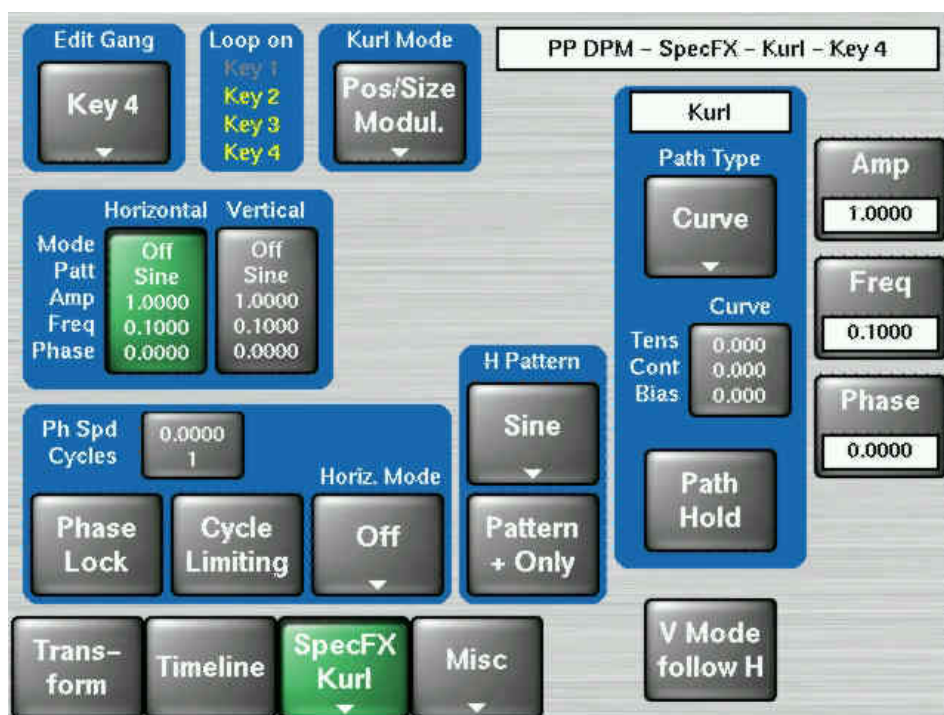 Edit Gang
Key 4
Loop on
Key 1
Key 2
Key 3
Key 4
Kurl Mode
Pos/Size
Modul.
PP DPM – SpecFX – Kurl – Key 4
Horizontal
Vertical
Mode
Off
Off
Patt
Sine
Sine
Amp
1.0000
1.0000
Freq
0.1000
0.1000
Phase
0.0000
0.0000
Ph Spd
0.0000
Cycles
1
Phase
Lock
Cycle
Limiting
Horiz. Mode
Off
H Pattern
Sine
Pattern
+ Only
Kurl
Path Type
Curve
Curve
Tens
0.000
Cont
0.000
Bias
0.000
Path
Hold
Amp
1.0000
Freq
0.1000
Phase
0.0000
Trans–
form
Timeline
SpecFX
Kurl
Misc
V Mode
follow H